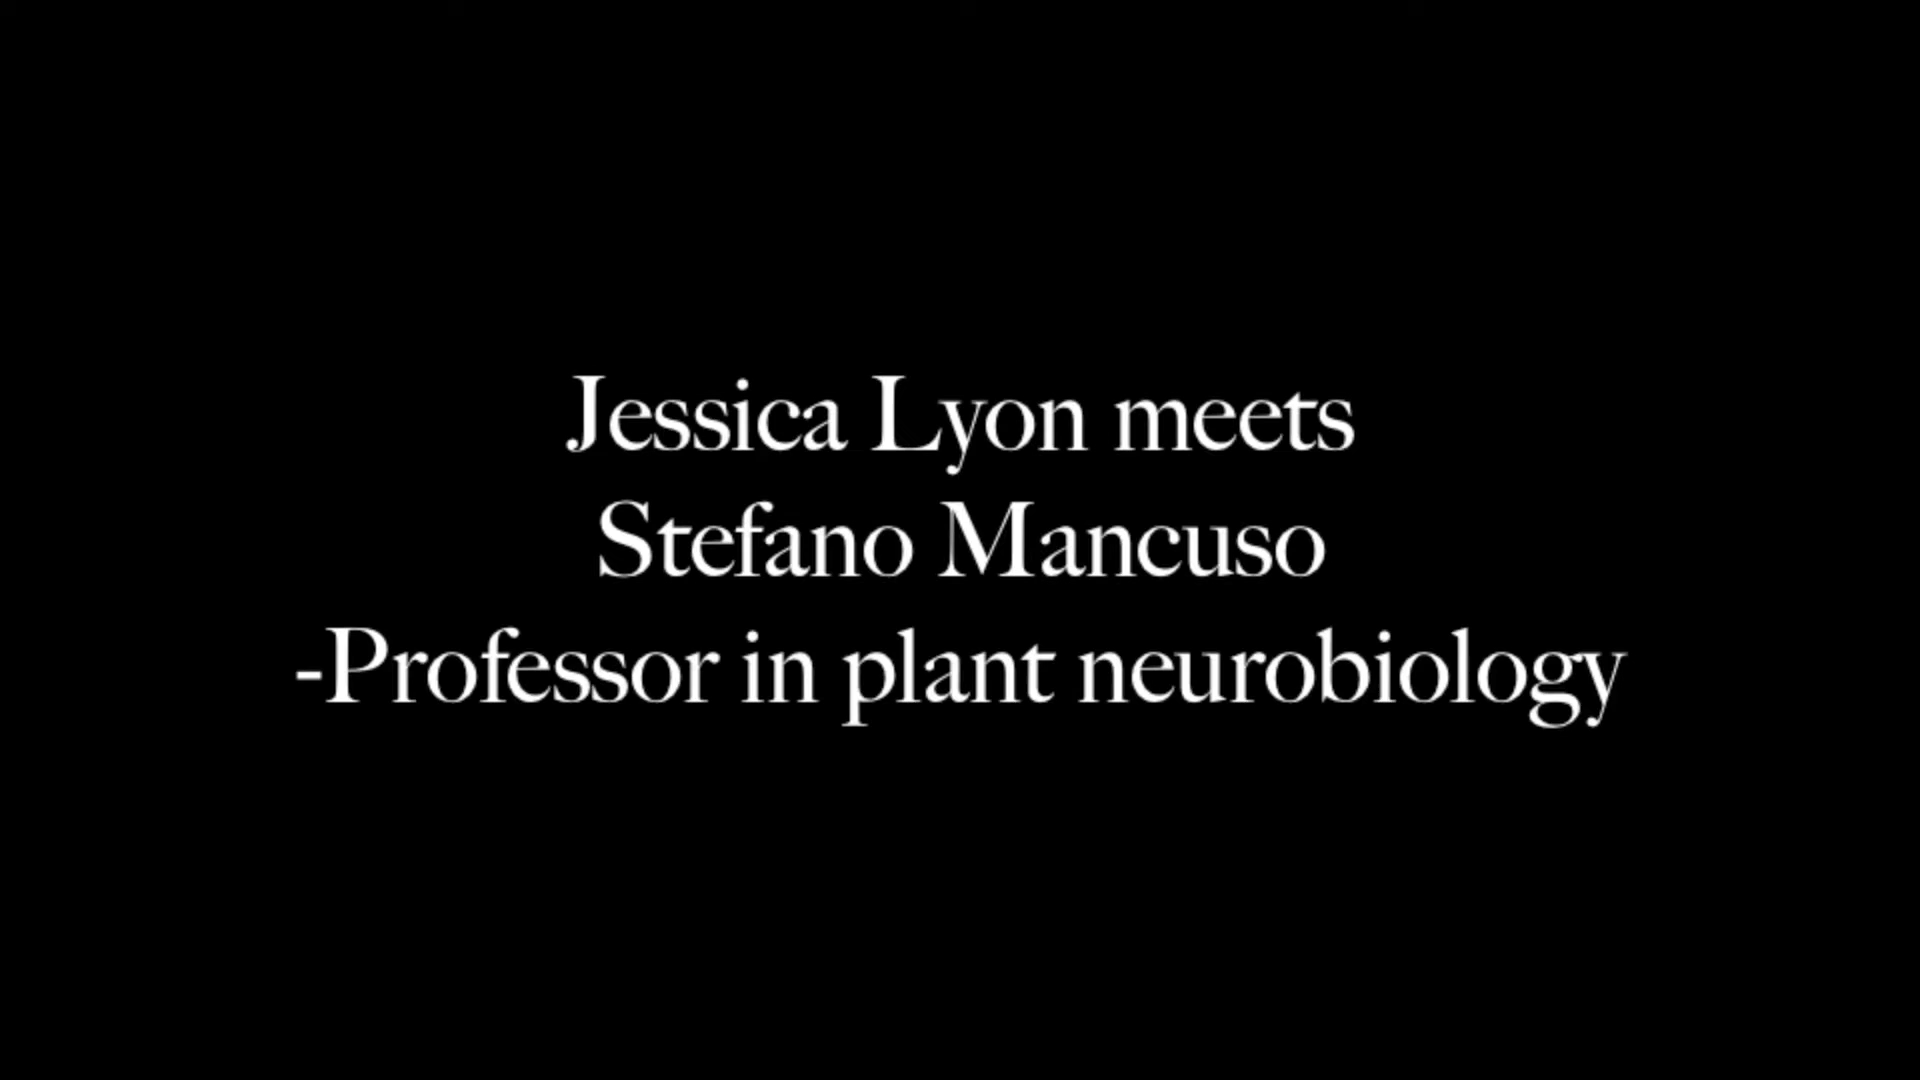 Jessica Lyon meets
Stefano Mancuso
-Professor in plant neurobiology